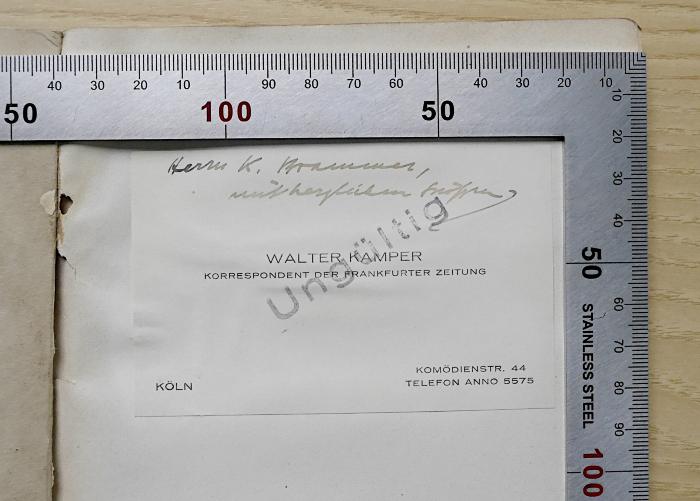 50 40 30 20 10 100 90 80 70 60 50 40 30 20 10
10
20
30
40
50
60
70
80
90
100
STAINLESS STEEL
Herrn K. Brammer,
mit herzlichen Grüßen
Ungültig
WALTER KAMPER
KORRESPONDENT DER FRANKFURTER ZEITUNG
KÖLN
KOMÖDIENSTR. 44
TELEFON ANNO 5575